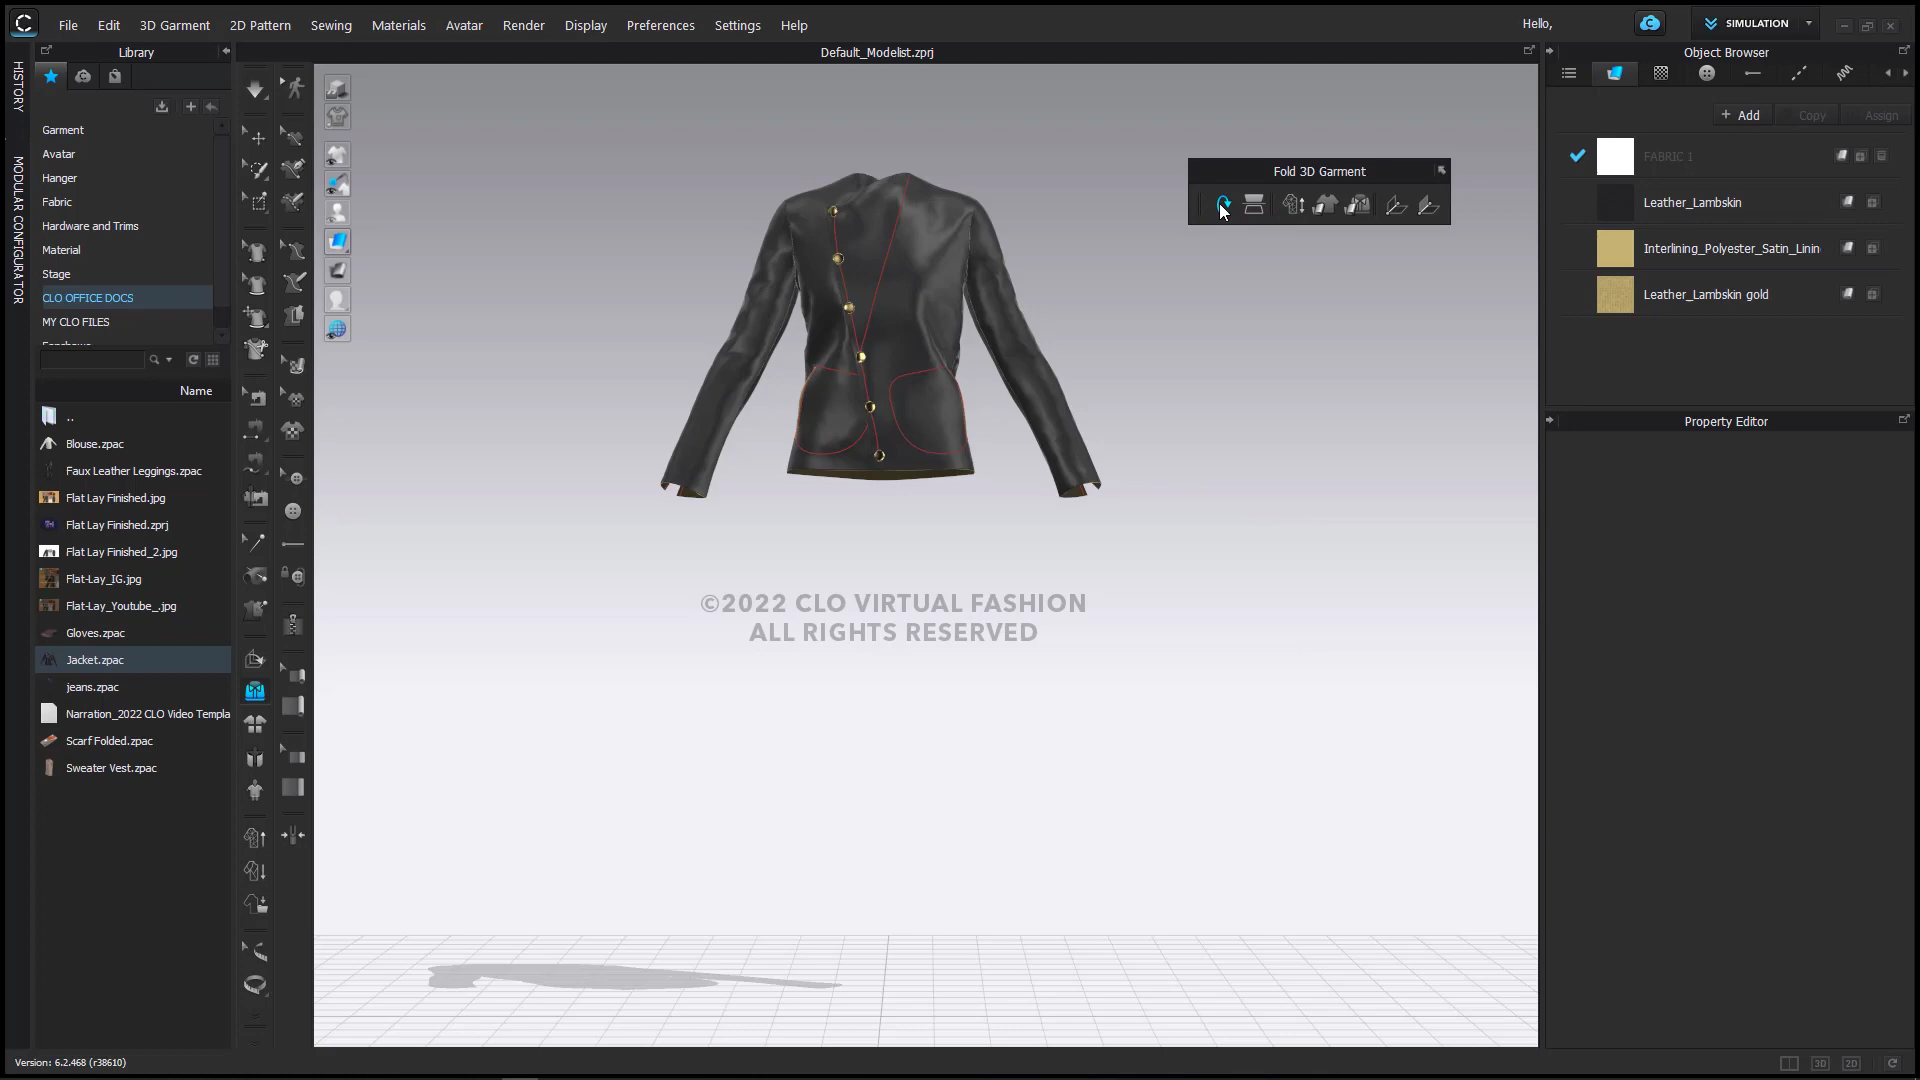 File Edit 3D Garment 2D Pattern Sewing Materials Avatar Render Display Preferences Settings Help
Hello,
SIMULATION
HISTORY
MODULAR CONFIGURATOR
Library
Garment
Avatar
Hanger
Fabric
Hardware and Trims
Material
Stage
CLO OFFICE DOCS
MY CLO FILES
Name
..
Blouse.zpac
Faux Leather Leggings.zpac
Flat Lay Finished.jpg
Flat Lay Finished.zprj
Flat Lay Finished_2.jpg
Flat-Lay_IG.jpg
Flat-Lay_Youtube_.jpg
Gloves.zpac
Jacket.zpac
jeans.zpac
Narration_2022 CLO Video Templa
Scarf Folded.zpac
Sweater Vest.zpac
Default_Modelist.zprj
Fold 3D Garment
©2022 CLO VIRTUAL FASHION
ALL RIGHTS RESERVED
Object Browser
+ Add Copy Assign
FABRIC 1
Leather_Lambskin
Interlining_Polyester_Satin_Linin
Leather_Lambskin gold
Property Editor
Version: 6.2.468 (r38610)
3D 2D